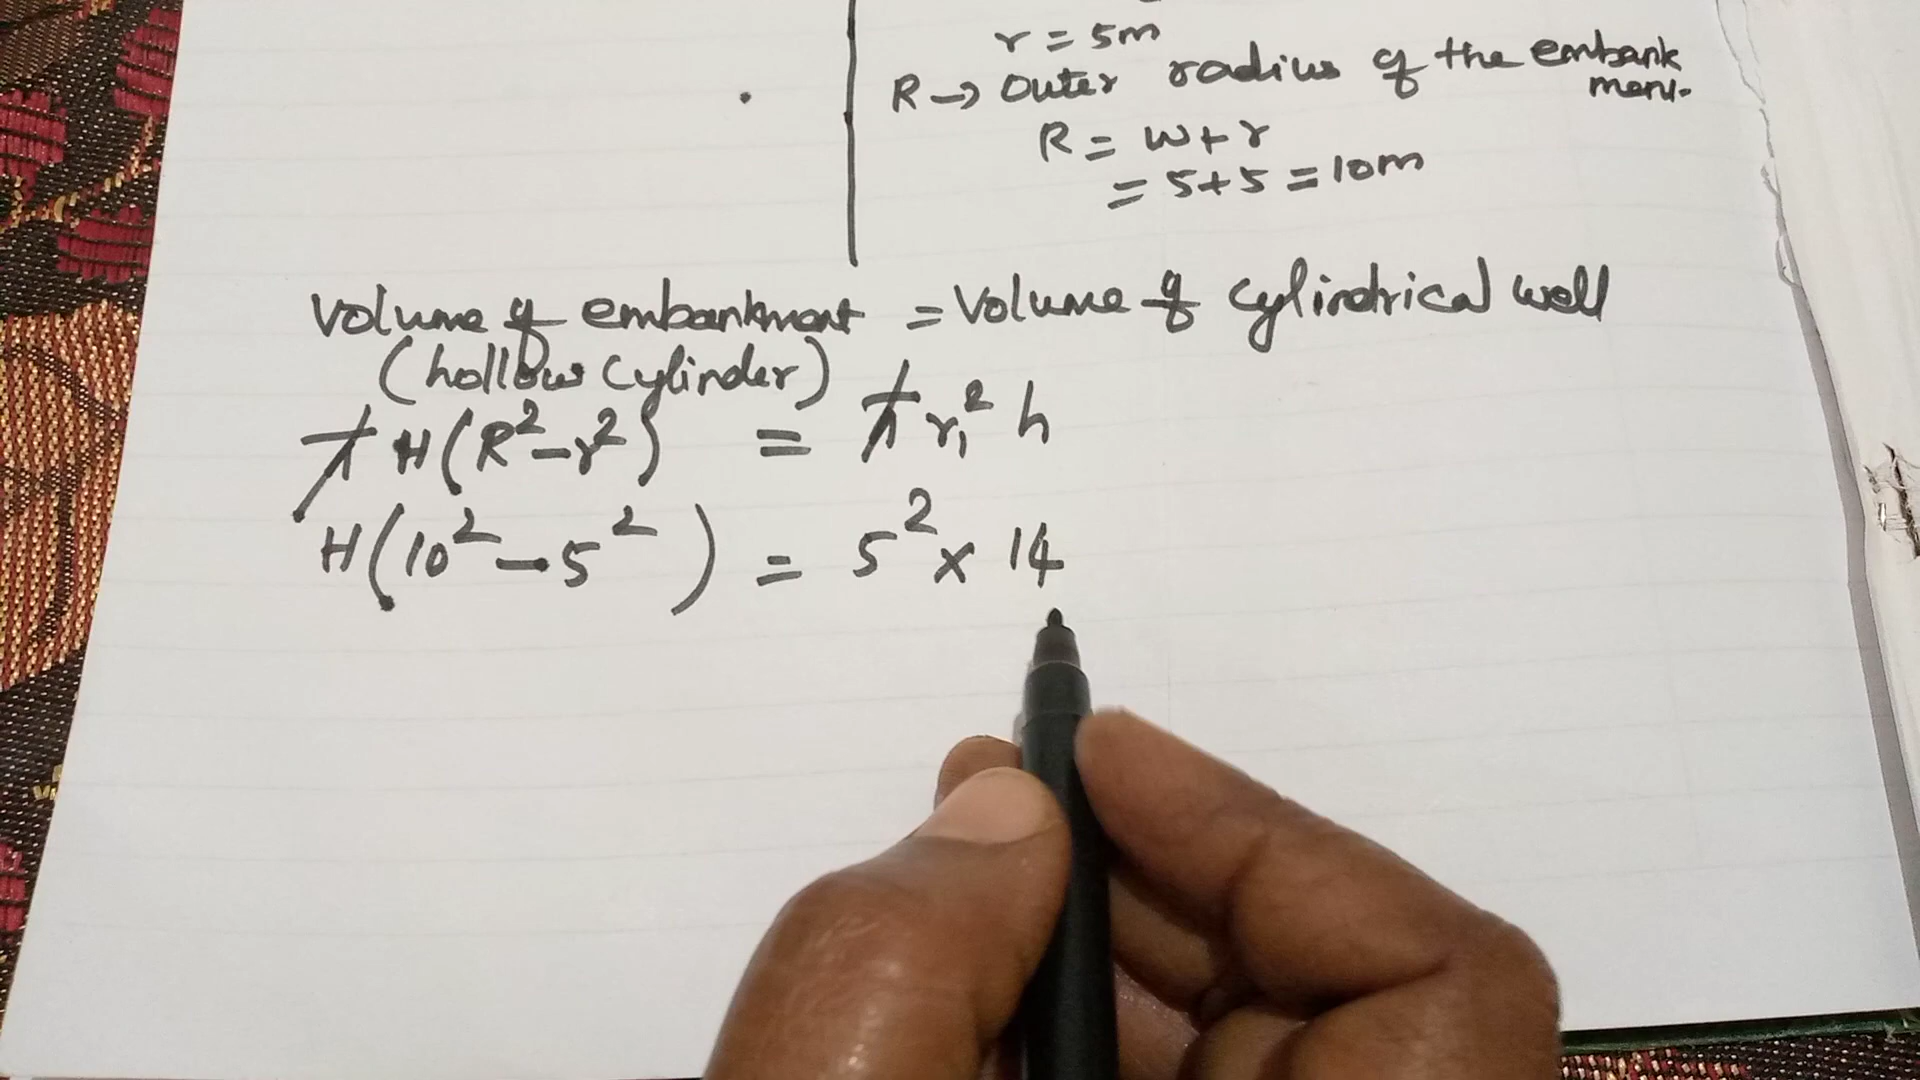 r = 5m
R → Outer radius of the embank
ment.
R = w + r
= 5 + 5 = 10m
Volume of embankment = Volume of cylindrical well
(hollow cylinder)
π H (R² - r²) = π r₁² h
H (10² - 5²) = 5² × 14